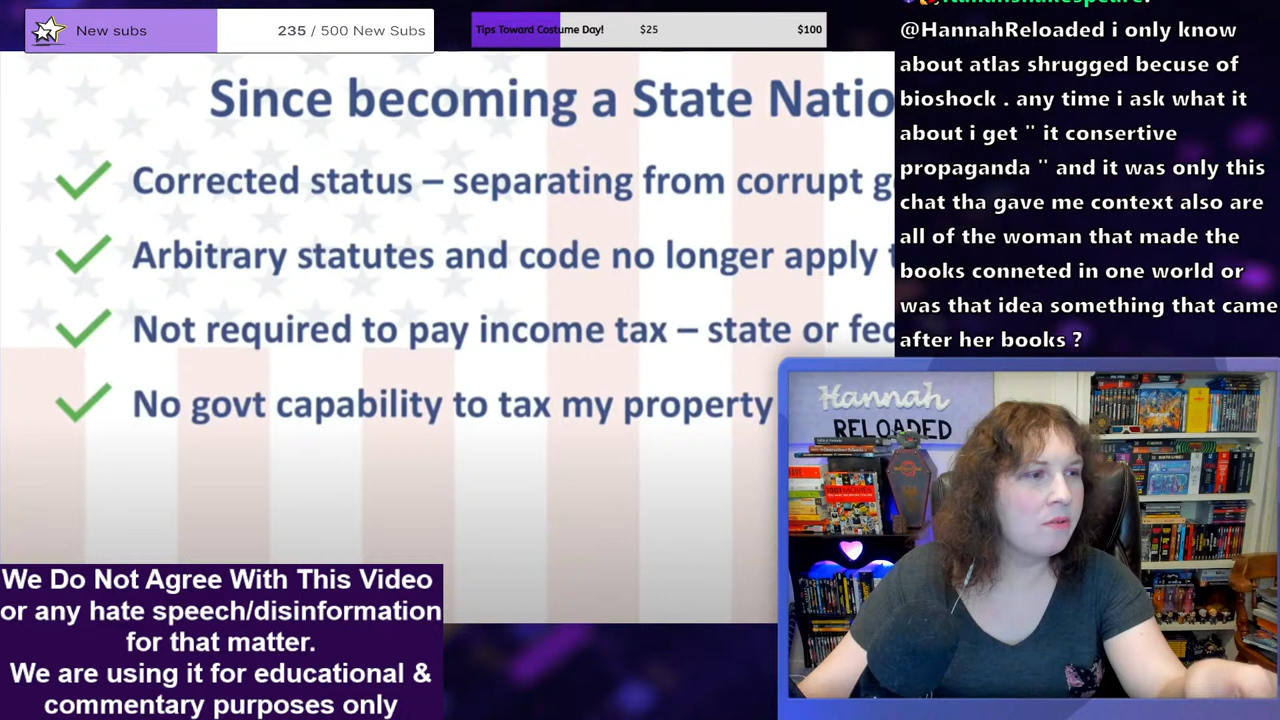 New subs
235 / 500 New Subs
Tips Toward Costume Day!
$25
$100
Since becoming a State Natio
Corrected status – separating from corrupt g
Arbitrary statutes and code no longer apply t
Not required to pay income tax – state or fed
No govt capability to tax my property
We Do Not Agree With This Video
or any hate speech/disinformation
for that matter.
We are using it for educational &
commentary purposes only
@HannahReloaded i only know
about atlas shrugged becuse of
bioshock . any time i ask what it
about i get " it consertive
propaganda " and it was only this
chat tha gave me context also are
all of the woman that made the
books conneted in one world or
was that idea something that came
after her books ?
Hannah
RELOADED